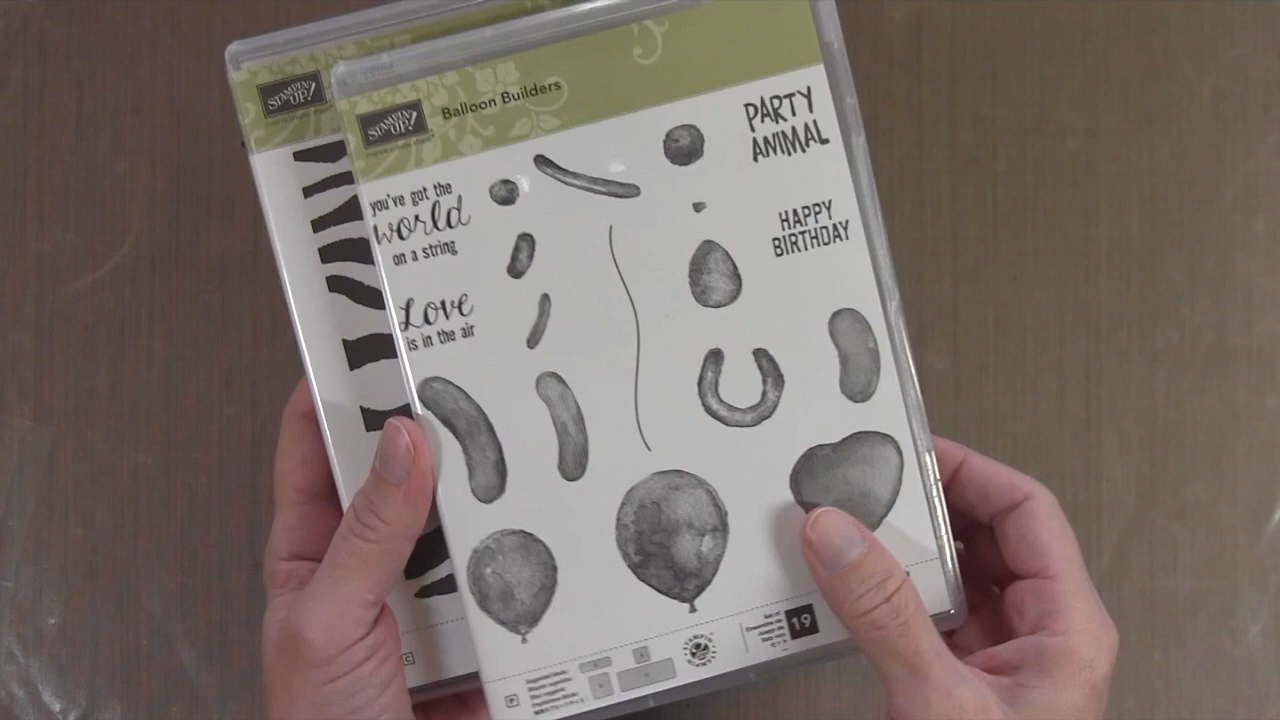 STAMPIN' UP!
STAMPIN' UP!
Balloon Builders
PARTY
ANIMAL
you've got the
world
on a string
HAPPY
BIRTHDAY
Love
is in the air
19
P
C